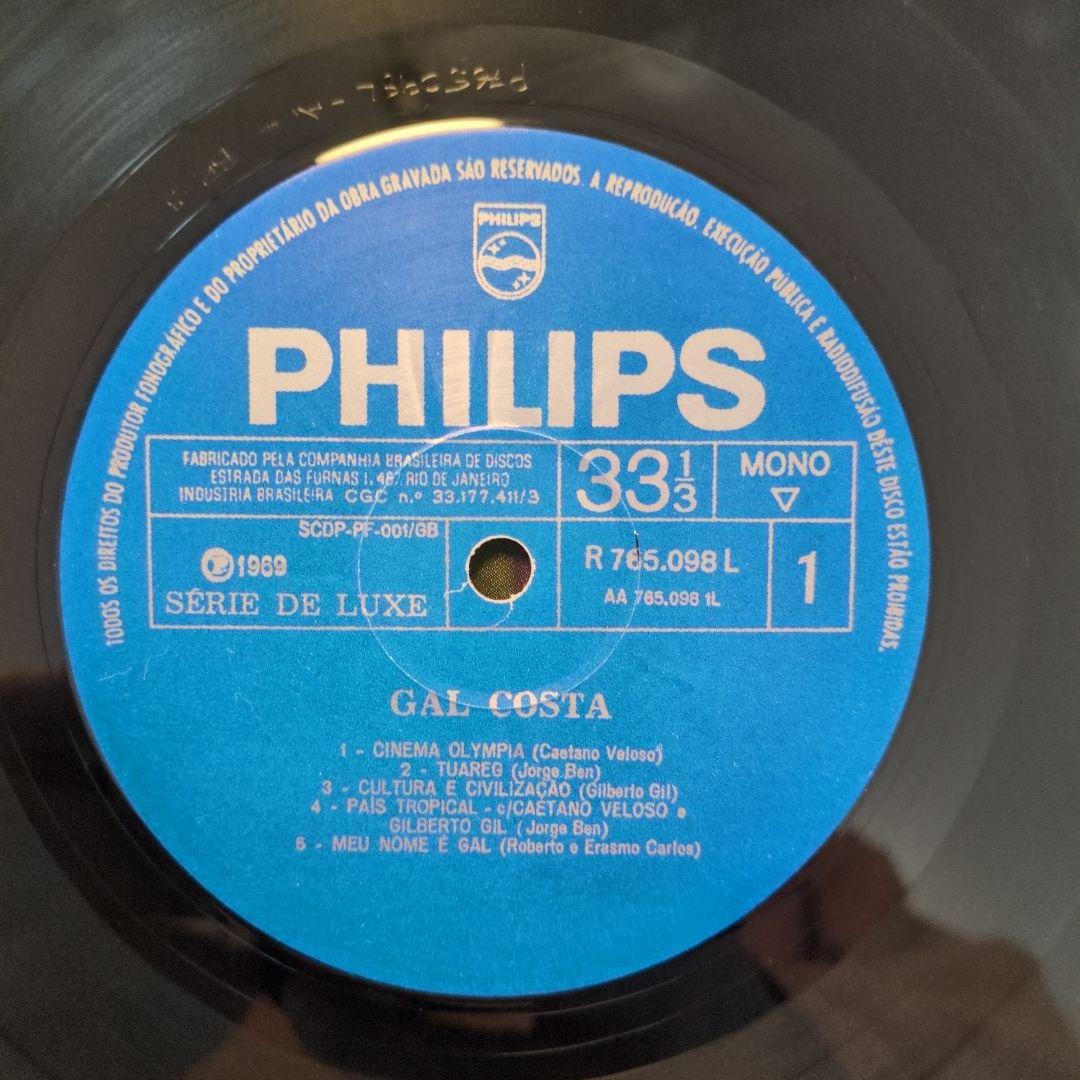 P765098L-A
TODOS OS DIREITOS DO PRODUTOR FONOGRÁFICO E DO PROPRIETÁRIO DA OBRA GRAVADA SÃO RESERVADOS. A REPRODUÇÃO, EXECUÇÃO PÚBLICA E RADIODIFUSÃO DÊSTE DISCO ESTÃO PROIBIDAS.
PHILIPS
PHILIPS
FABRICADO PELA COMPANHIA BRASILEIRA DE DISCOS
ESTRADA DAS FURNAS 1.487, RIO DE JANEIRO
INDUSTRIA BRASILEIRA CGC n.º 33.177.411/3
33 1/3
MONO
SCDP-PF-001/GB
Ⓟ 1969
SÉRIE DE LUXE
R 765.098 L
AA 765.098 1L
1
GAL COSTA
1 - CINEMA OLYMPIA (Caetano Veloso)
2 - TUAREG (Jorge Ben)
3 - CULTURA E CIVILIZAÇÃO (Gilberto Gil)
4 - PAÍS TROPICAL - c/CAETANO VELOSO e
GILBERTO GIL (Jorge Ben)
5 - MEU NOME É GAL (Roberto e Erasmo Carlos)